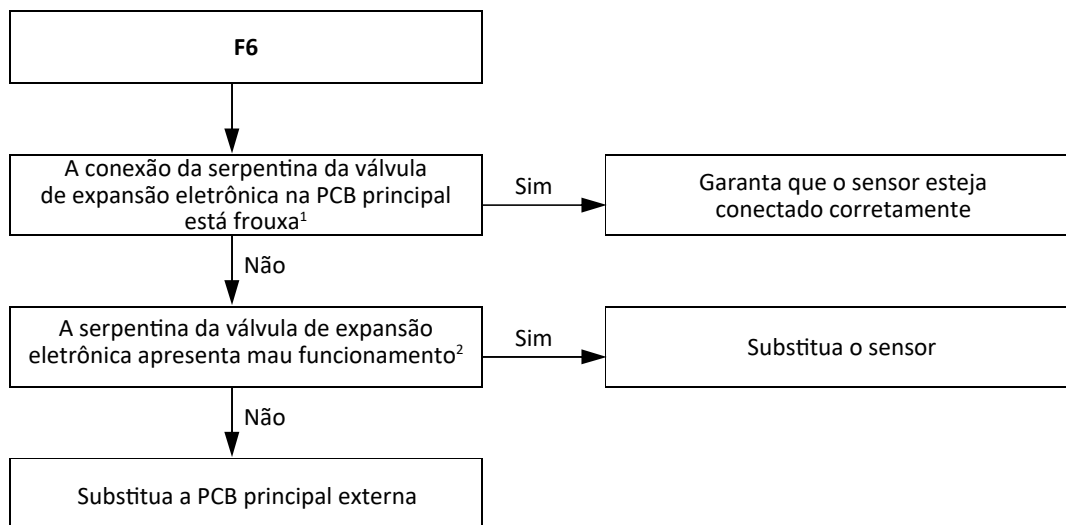 F6
A conexão da serpentina da válvula
de expansão eletrônica na PCB principal
está frouxa¹
Sim
Garanta que o sensor esteja
conectado corretamente
Não
A serpentina da válvula de expansão
eletrônica apresenta mau funcionamento²
Sim
Substitua o sensor
Não
Substitua a PCB principal externa